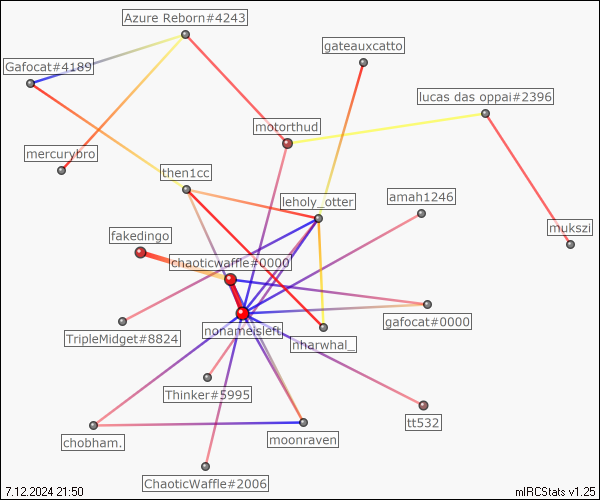 Azure Reborn#4243
gateauxcatto
Gafocat#4189
lucas das oppai#2396
motorthud
mercurybro
then1cc
amah1246
leholy_otter
mukszi
fakedingo
chaoticwaffle#0000
gafocat#0000
nonameisleft
TripleMidget#8824
nharwhal_
Thinker#5995
tt532
chobham.
moonraven
ChaoticWaffle#2006
7.12.2024 21:50
mIRCStats v1.25